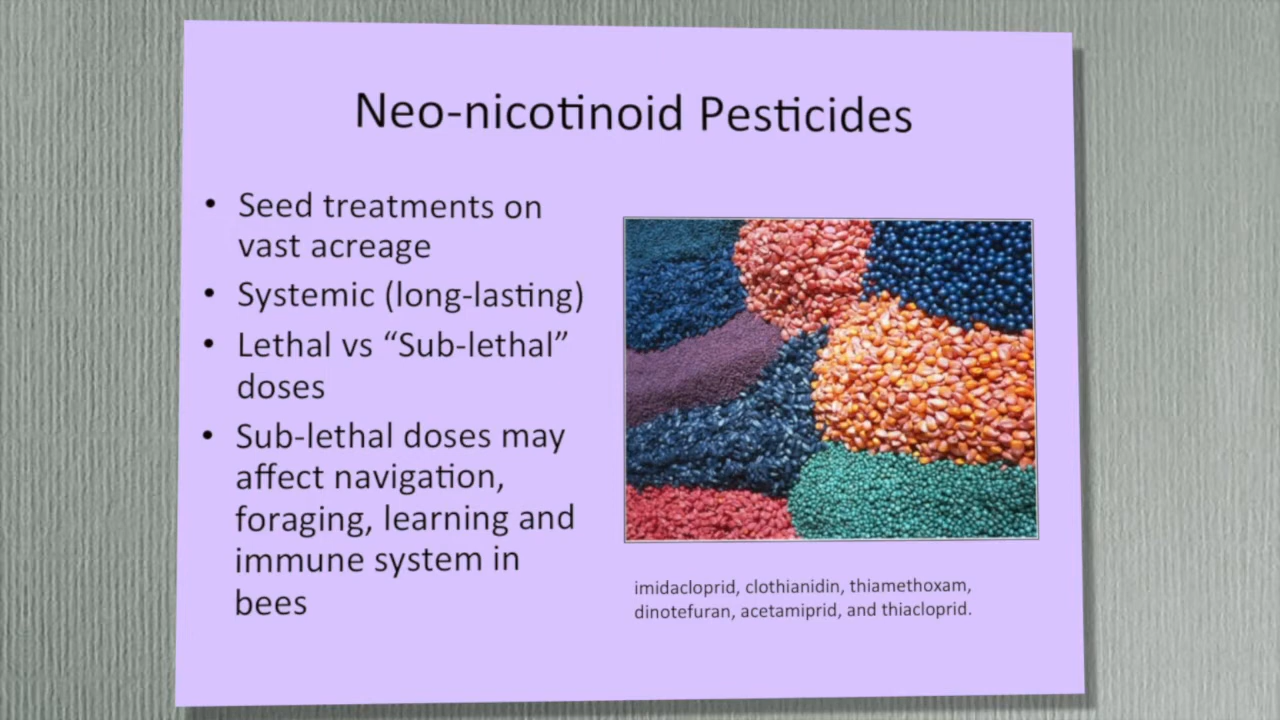 Neo-nicotinoid Pesticides
• Seed treatments on
vast acreage
• Systemic (long-lasting)
• Lethal vs “Sub-lethal”
doses
• Sub-lethal doses may
affect navigation,
foraging, learning and
immune system in
bees
imidacloprid, clothianidin, thiamethoxam,
dinotefuran, acetamiprid, and thiacloprid.